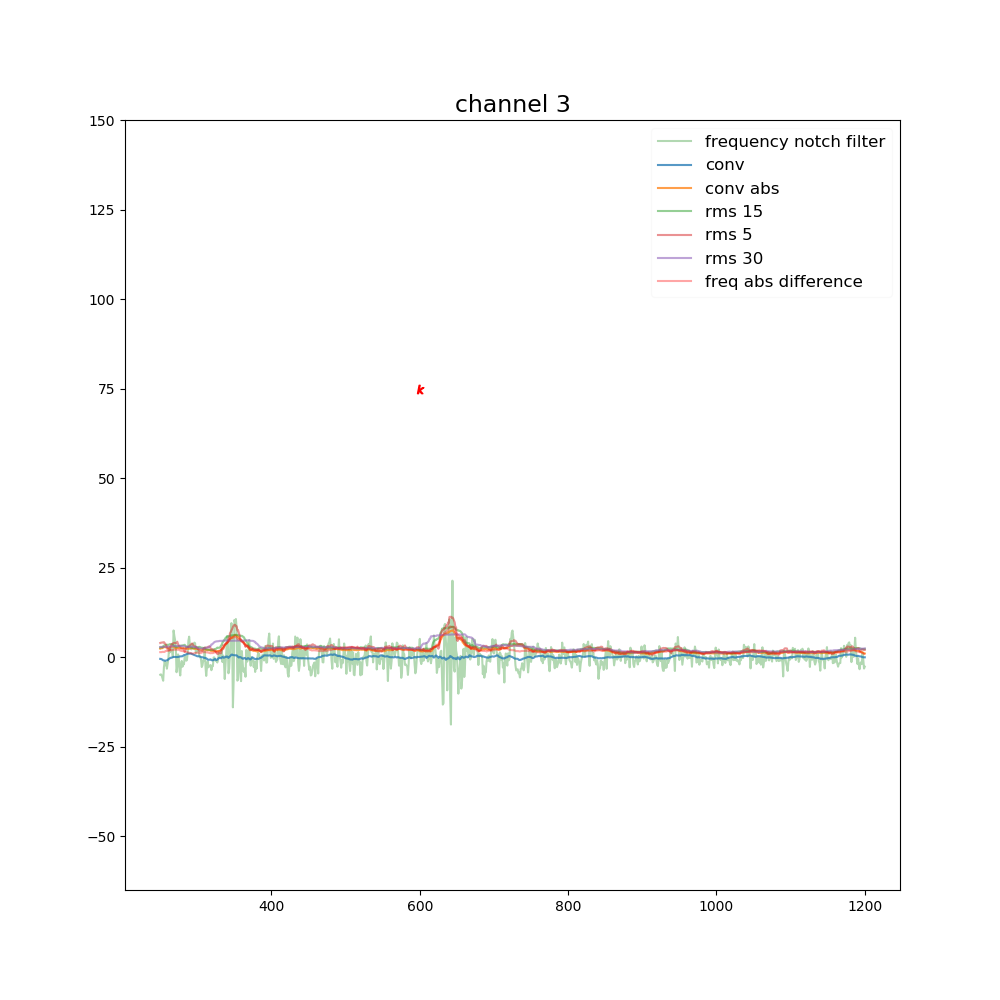 channel 3
150
125
100
75
50
25
0
−25
−50
frequency notch filter
conv
conv abs
rms 15
rms 5
rms 30
freq abs difference
k
400 600 800 1000 1200